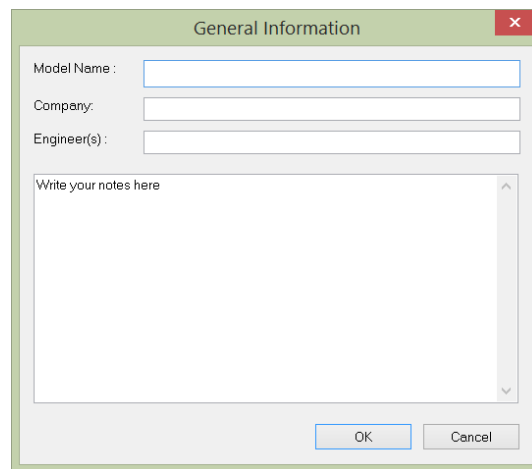 General Information
Model Name :
Company:
Engineer(s) :
Write your notes here
OK Cancel